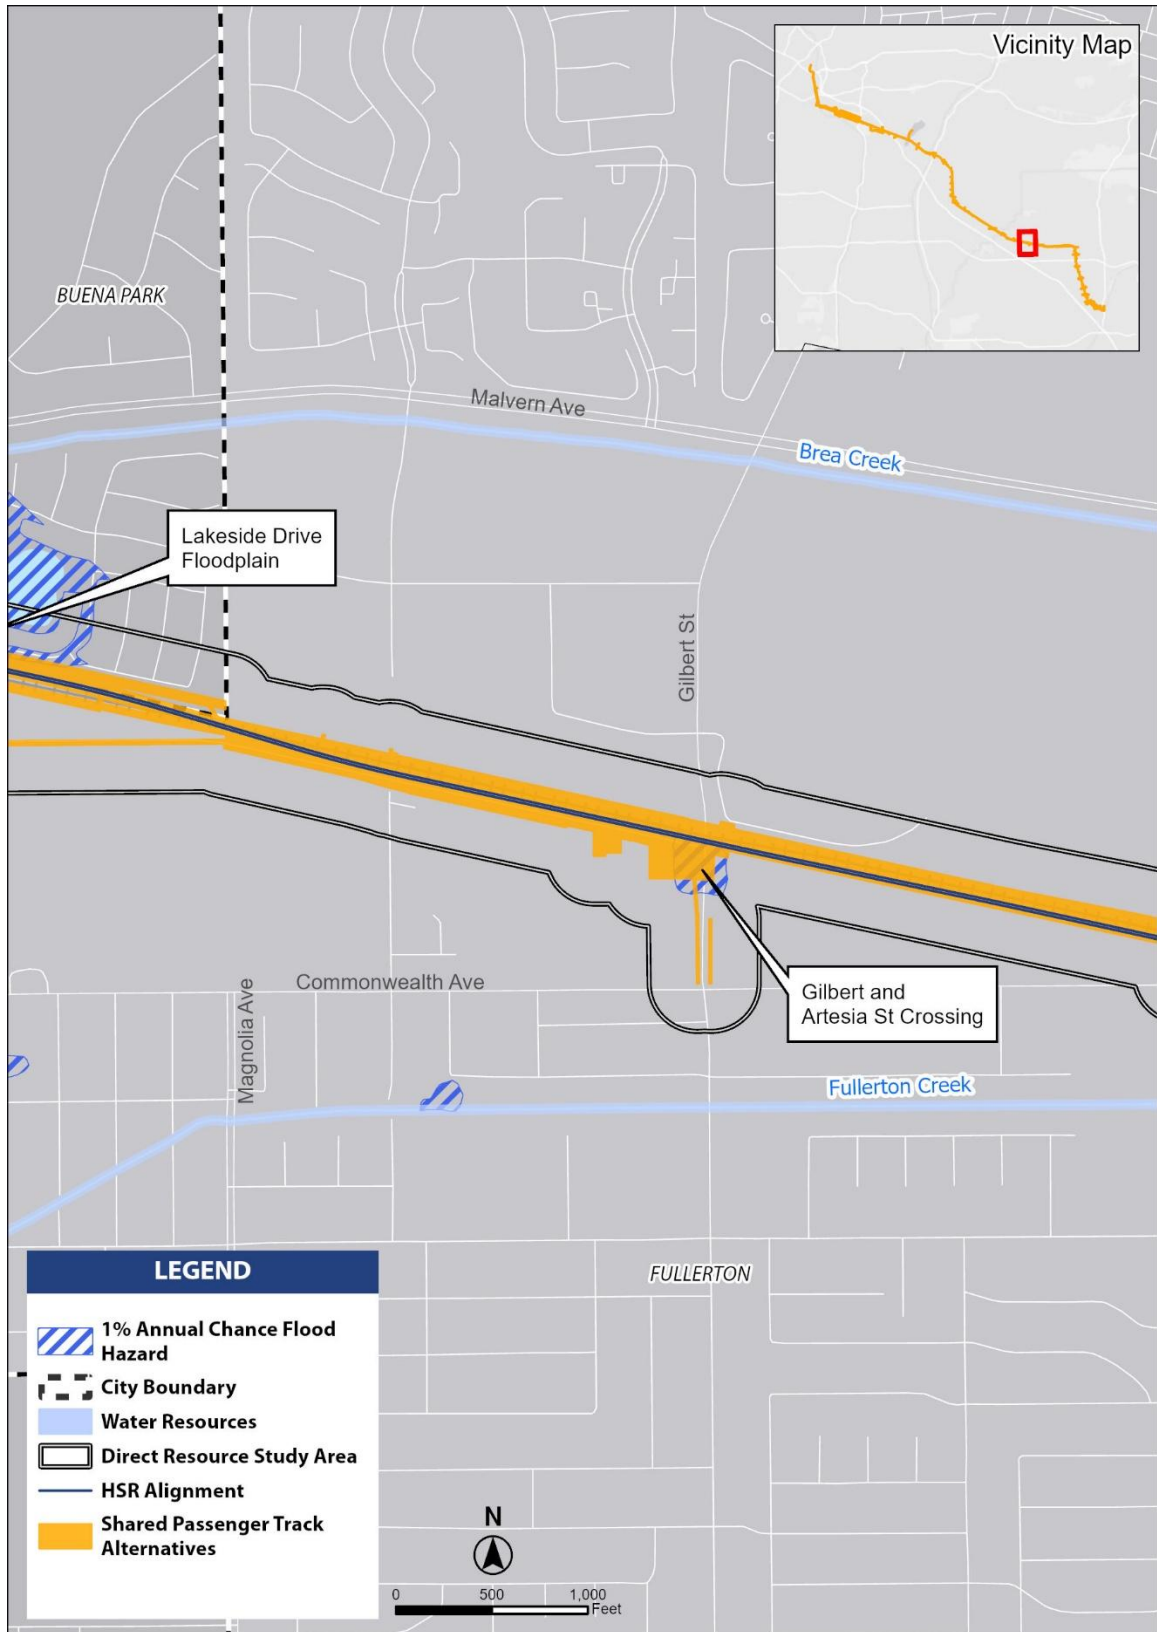 Vicinity Map
BUENA PARK
Malvern Ave
Brea Creek
Lakeside Drive
Floodplain
Gilbert St
Commonwealth Ave
Magnolia Ave
Gilbert and
Artesia St Crossing
Fullerton Creek
FULLERTON
LEGEND
1% Annual Chance Flood
Hazard
City Boundary
Water Resources
Direct Resource Study Area
HSR Alignment
Shared Passenger Track
Alternatives
N
0 500 1,000
Feet